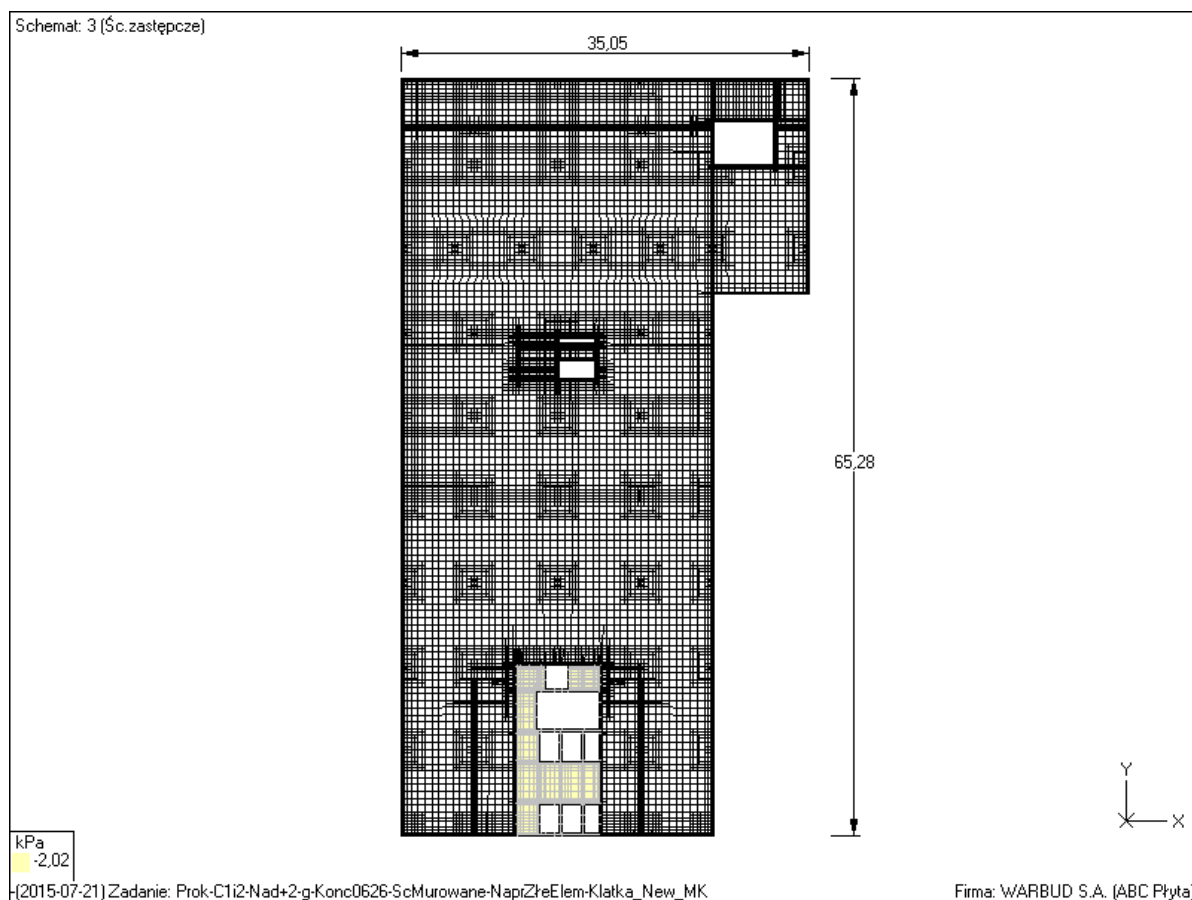 Schemat: 3 (Śc.zastępcze)
35,05
65,28
Y
X
kPa
-2,02
-(2015-07-21) Zadanie: Prok-C1i2-Nad+2-g-Konc0626-ScMurowane-NaprZłeElem-Klatka_New_MK
Firma: WARBUD S.A. (ABC Płyta)